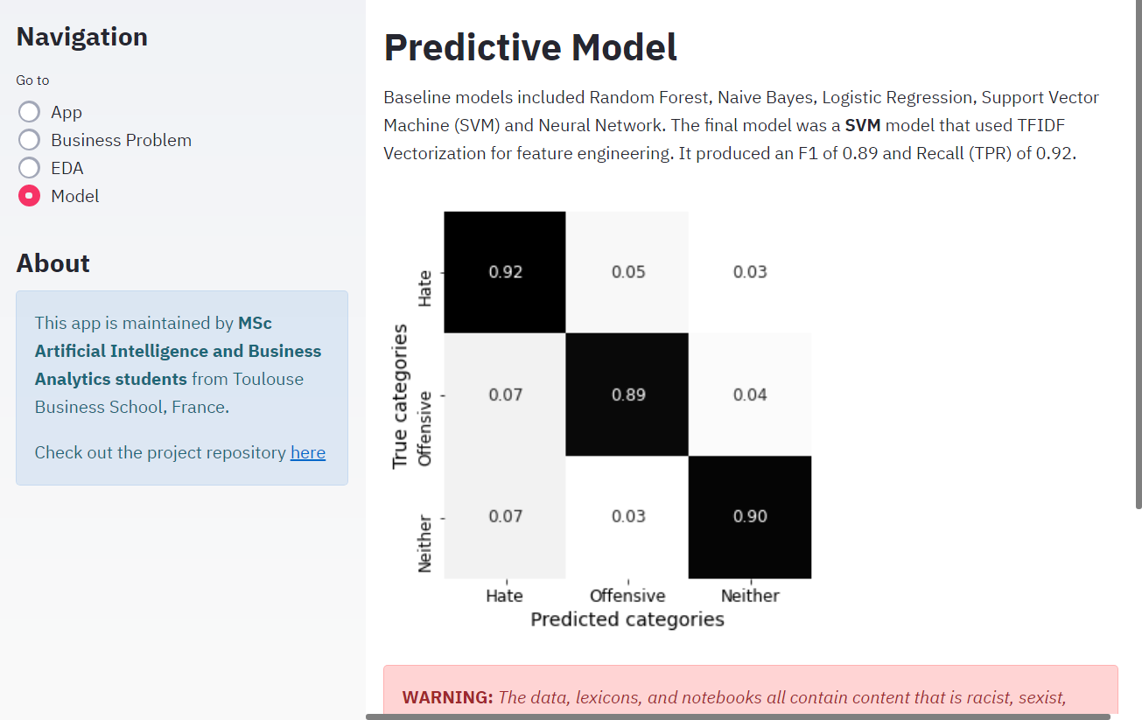 Navigation
Go to
App
Business Problem
EDA
Model
About
This app is maintained by MSc
Artificial Intelligence and Business
Analytics students from Toulouse
Business School, France.
Check out the project repository here
Predictive Model
Baseline models included Random Forest, Naive Bayes, Logistic Regression, Support Vector
Machine (SVM) and Neural Network. The final model was a SVM model that used TFIDF
Vectorization for feature engineering. It produced an F1 of 0.89 and Recall (TPR) of 0.92.
True categories
Hate
0.92 0.05 0.03
Offensive
0.07 0.89 0.04
Neither
0.07 0.03 0.90
Hate Offensive Neither
Predicted categories
WARNING: The data, lexicons, and notebooks all contain content that is racist, sexist,